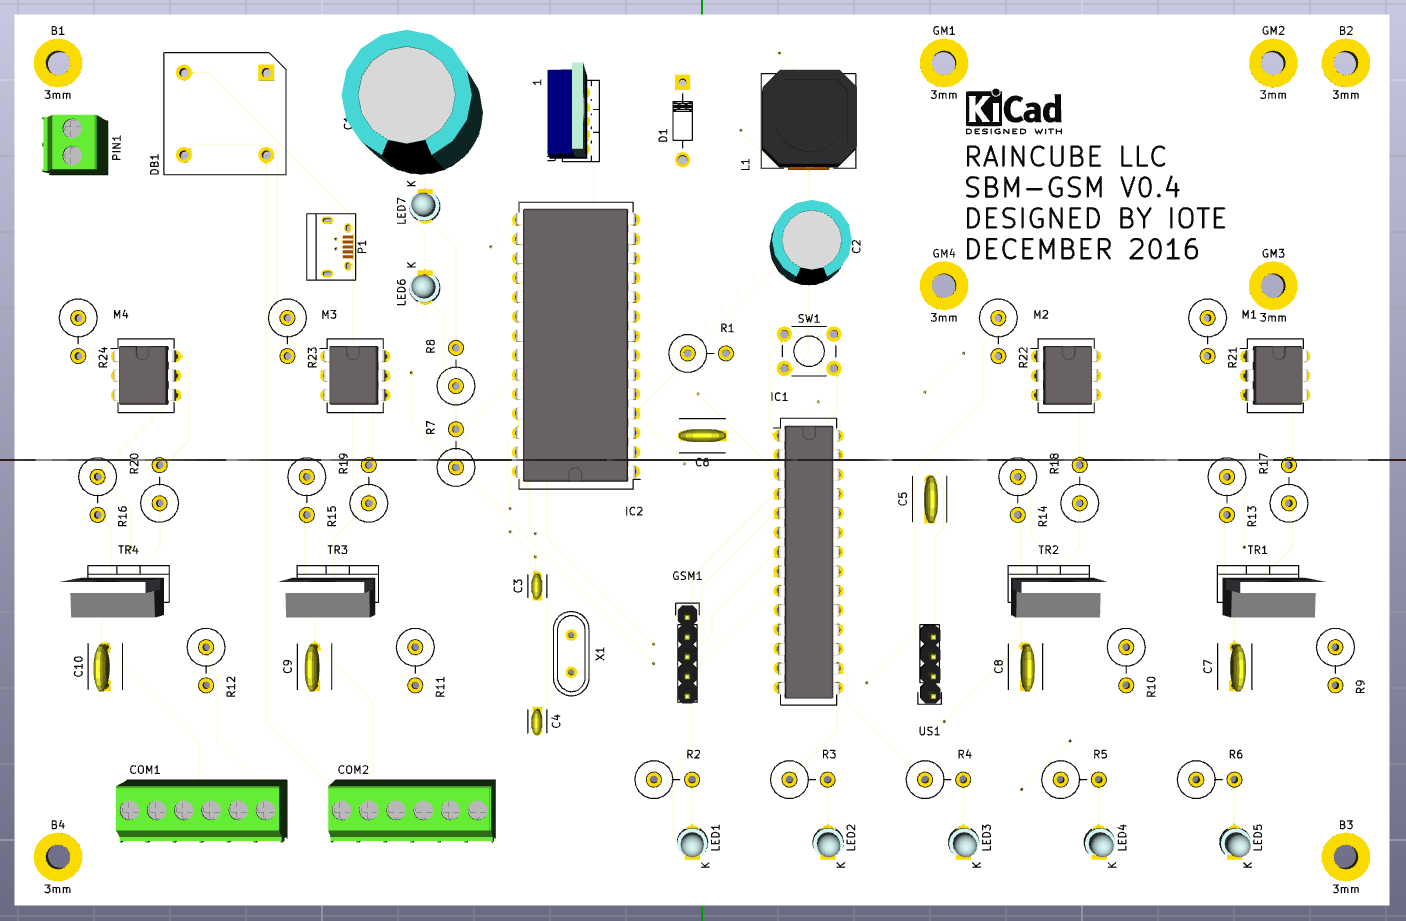 B1
3mm
PIN1
DB1
C1
1
D1
L1
GM1
3mm
GM2
3mm
B2
3mm
KiCad
DESIGNED WITH
RAINCUBE LLC
SBM-GSM V0.4
DESIGNED BY IOTE
DECEMBER 2016
K
LED7
P1
K
LED6
C2
GM4
3mm
GM3
3mm
M4
M3
R8
R1
SW1
M2
M1
R24
R23
R22
R21
IC1
R7
C6
R20
R19
R18
R17
C5
R16
R15
IC2
R14
R13
TR4
TR3
TR2
TR1
C3
GSM1
X1
C10
C9
C8
C7
R12
R11
R10
R9
C4
US1
COM1
COM2
R2
R3
R4
R5
R6
B4
3mm
LED1
K
LED2
K
LED3
K
LED4
K
LED5
K
B3
3mm